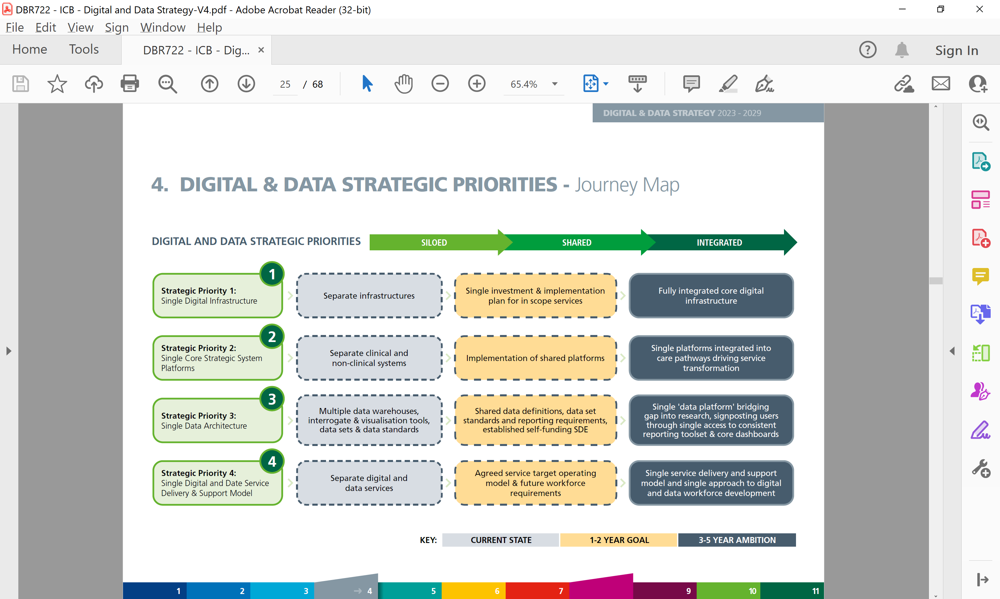 DBR722 - ICB - Digital and Data Strategy-V4.pdf - Adobe Acrobat Reader (32-bit)
File Edit View Sign Window Help
Home Tools DBR722 - ICB - Dig... × Sign In
25 / 68 65.4%
DIGITAL & DATA STRATEGY 2023 - 2029
4. DIGITAL & DATA STRATEGIC PRIORITIES - Journey Map
DIGITAL AND DATA STRATEGIC PRIORITIES
SILOED
SHARED
INTEGRATED
1
Strategic Priority 1:
Single Digital Infrastructure
Separate infrastructures
Single investment & implementation
plan for in scope services
Fully integrated core digital
infrastructure
2
Strategic Priority 2:
Single Core Strategic System
Platforms
Separate clinical and
non-clinical systems
Implementation of shared platforms
Single platforms integrated into
care pathways driving service
transformation
3
Strategic Priority 3:
Single Data Architecture
Multiple data warehouses,
interrogate & visualisation tools,
data sets & data standards
Shared data definitions, data set
standards and reporting requirements,
established self-funding SDE
Single 'data platform' bridging
gap into research, signposting users
through single access to consistent
reporting toolset & core dashboards
4
Strategic Priority 4:
Single Digital and Date Service
Delivery & Support Model
Separate digital and
data services
Agreed service target operating
model & future workforce
requirements
Single service delivery and support
model and single approach to digital
and data workforce development
KEY: CURRENT STATE 1-2 YEAR GOAL 3-5 YEAR AMBITION
1 2 3 → 4 5 6 7 9 10 11